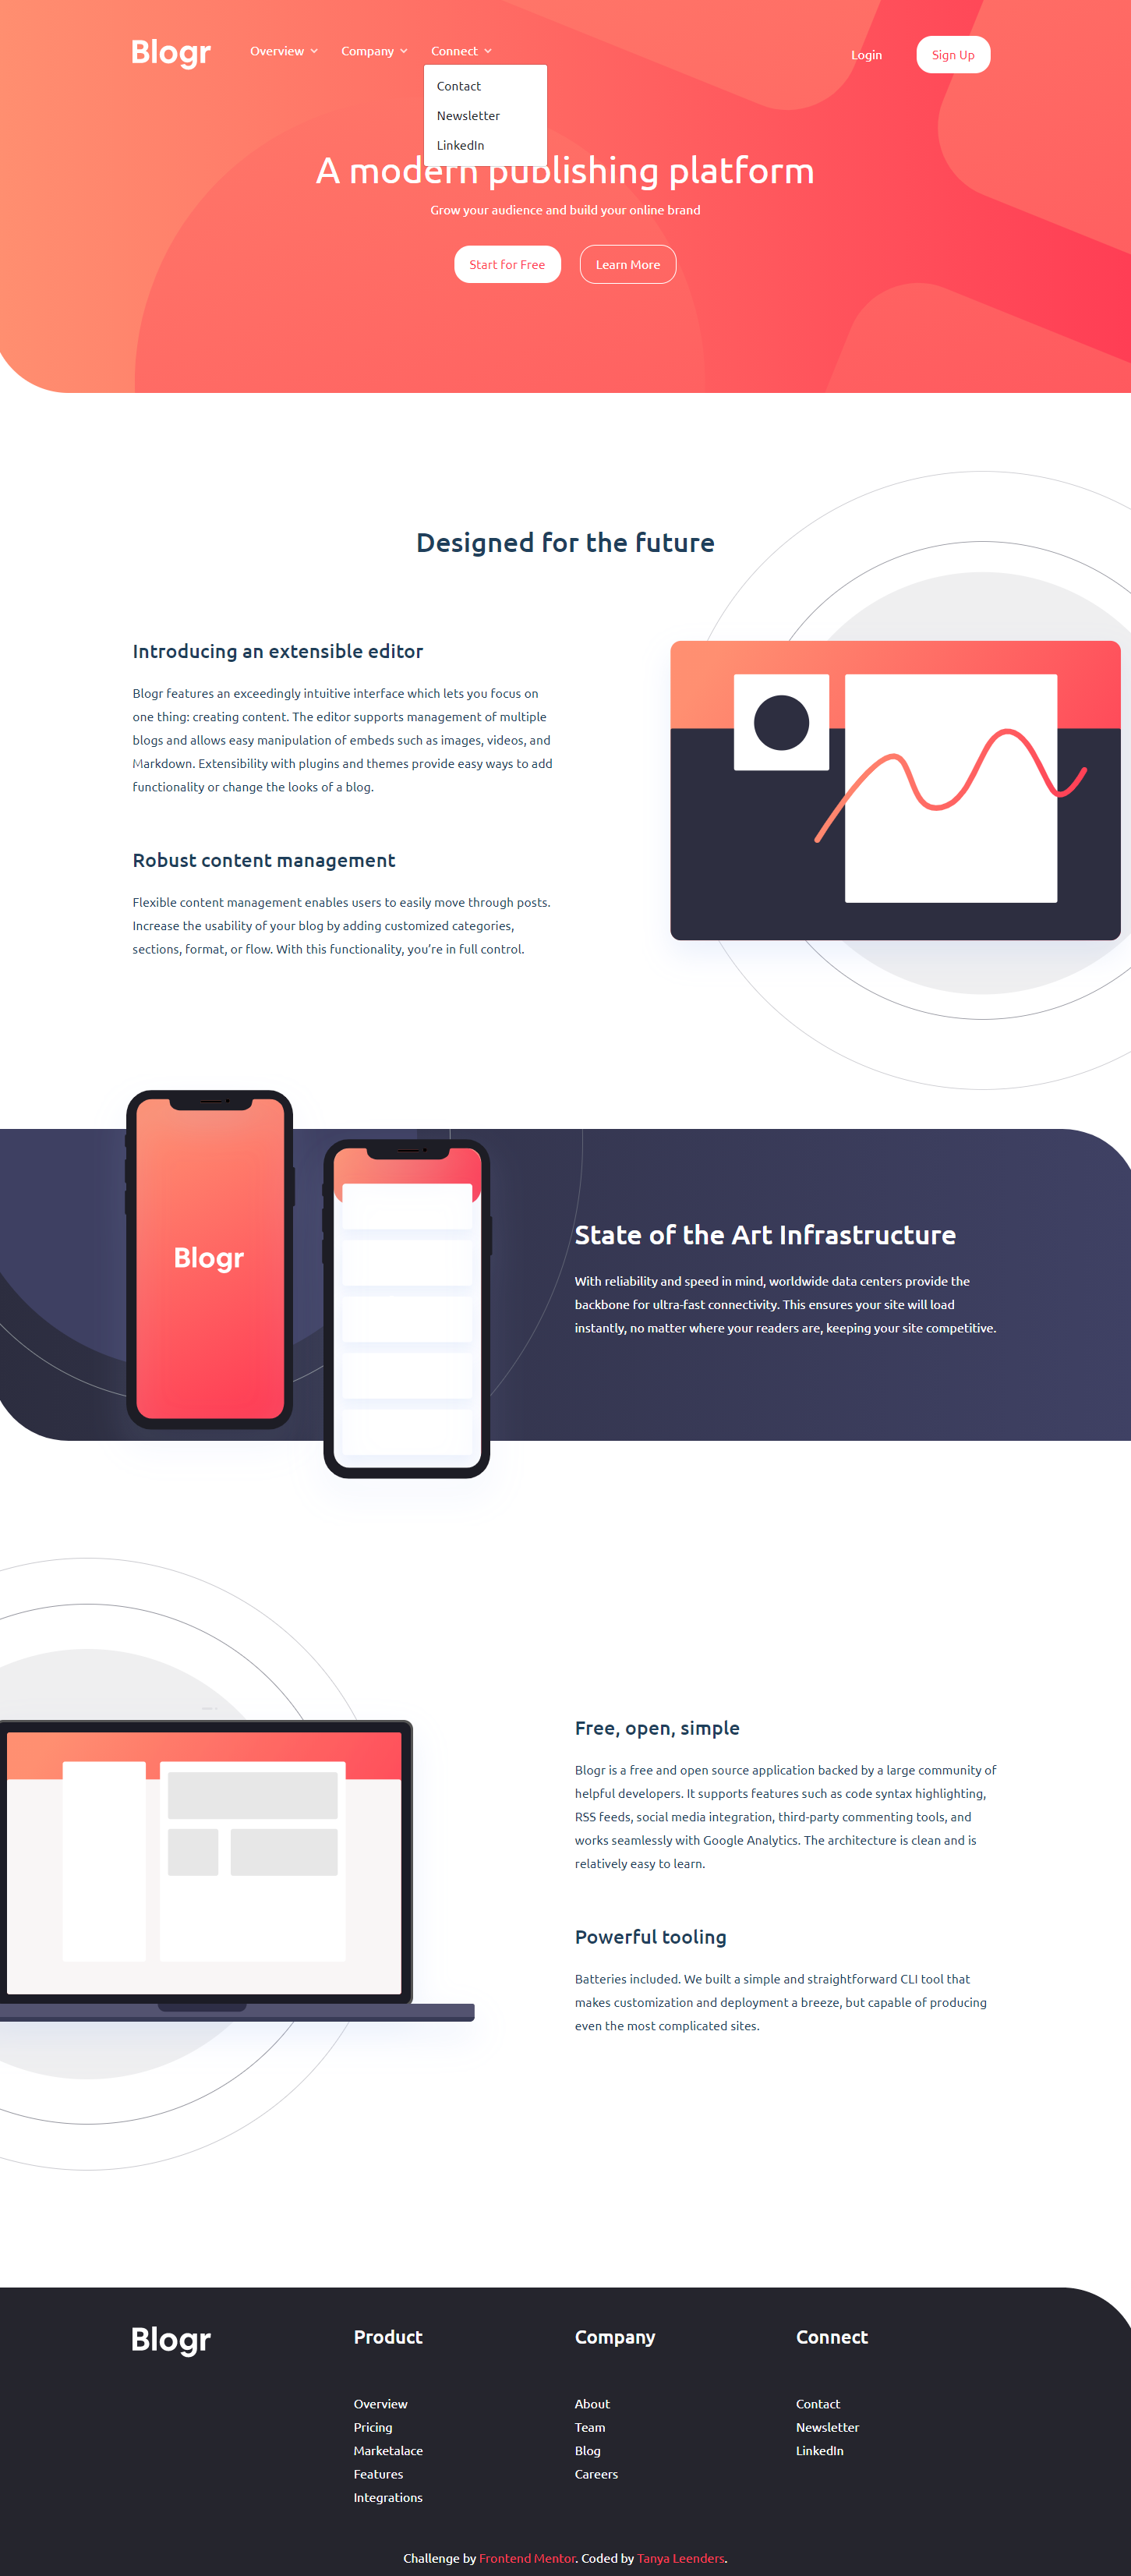 Blogr
Overview
Company
Connect
Login
Sign Up
Contact
Newsletter
LinkedIn
A modern publishing platform
Grow your audience and build your online brand
Start for Free
Learn More
Designed for the future
Introducing an extensible editor
Blogr features an exceedingly intuitive interface which lets you focus on
one thing: creating content. The editor supports management of multiple
blogs and allows easy manipulation of embeds such as images, videos, and
Markdown. Extensibility with plugins and themes provide easy ways to add
functionality or change the looks of a blog.
Robust content management
Flexible content management enables users to easily move through posts.
Increase the usability of your blog by adding customized categories,
sections, format, or flow. With this functionality, you’re in full control.
Blogr
State of the Art Infrastructure
With reliability and speed in mind, worldwide data centers provide the
backbone for ultra-fast connectivity. This ensures your site will load
instantly, no matter where your readers are, keeping your site competitive.
Free, open, simple
Blogr is a free and open source application backed by a large community of
helpful developers. It supports features such as code syntax highlighting,
RSS feeds, social media integration, third-party commenting tools, and
works seamlessly with Google Analytics. The architecture is clean and is
relatively easy to learn.
Powerful tooling
Batteries included. We built a simple and straightforward CLI tool that
makes customization and deployment a breeze, but capable of producing
even the most complicated sites.
Blogr
Product
Overview
Pricing
Marketalace
Features
Integrations
Company
About
Team
Blog
Careers
Connect
Contact
Newsletter
LinkedIn
Challenge by Frontend Mentor. Coded by Tanya Leenders.